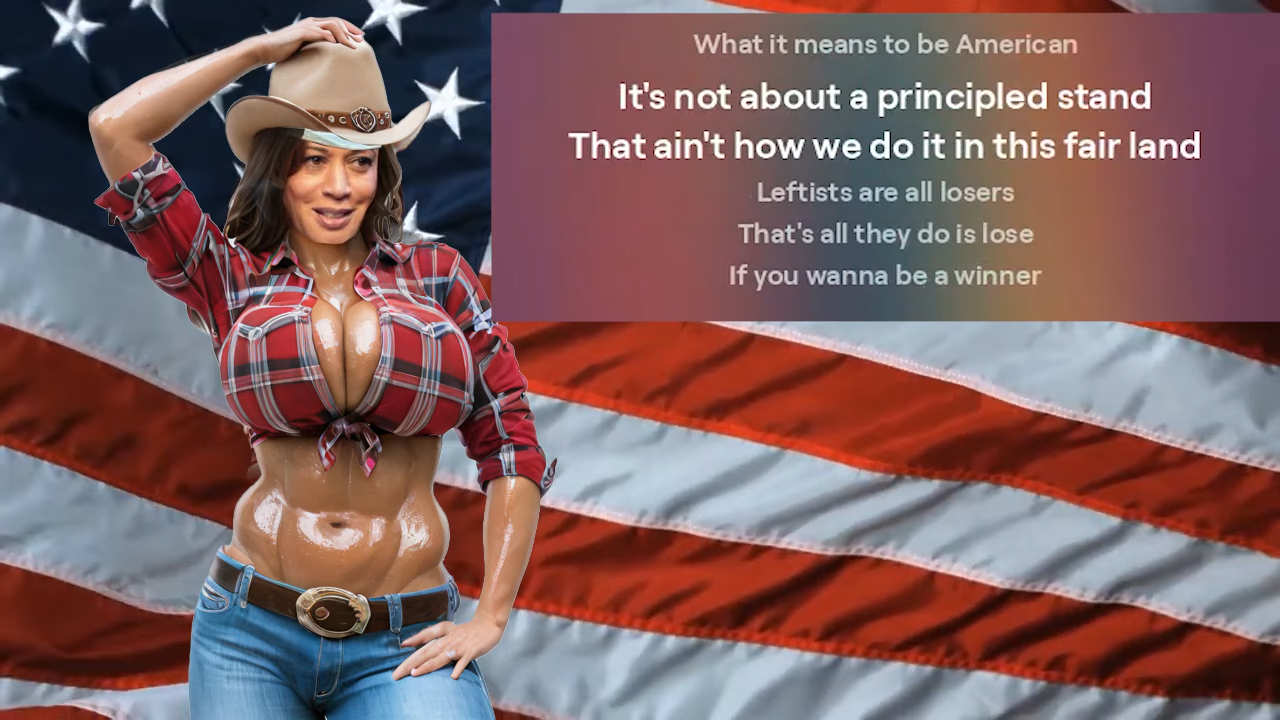 What it means to be American
It's not about a principled stand
That ain't how we do it in this fair land
Leftists are all losers
That's all they do is lose
If you wanna be a winner